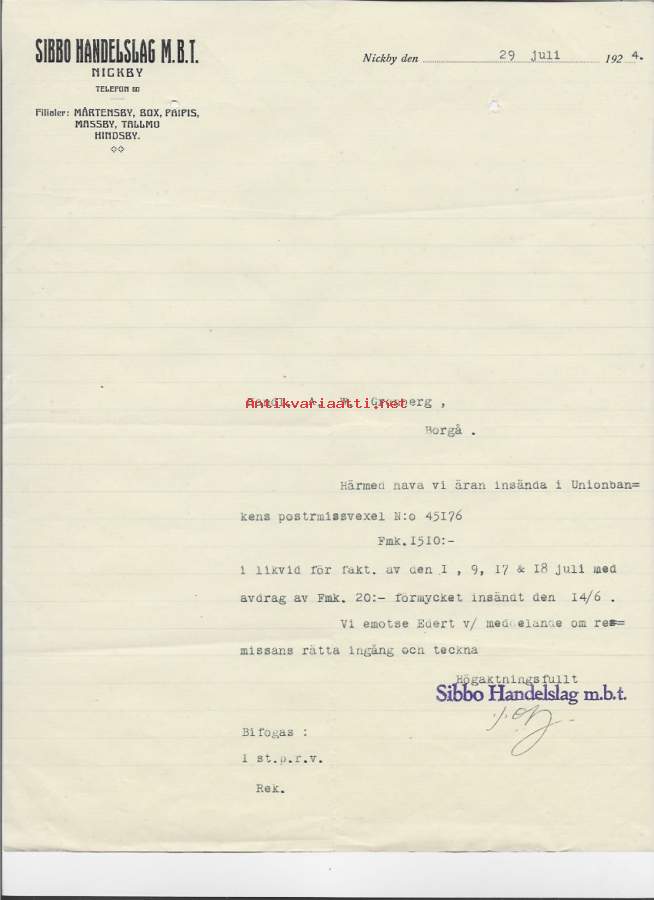 SIBBO HANDELSLAG M.B.T.
NICKBY
TELEFON 80
Filialer: MÅRTENSBY, BOX, PAIPIS,
MASSBY, TALLMO
HINDSBY.
Nickby den 29 juli 1924.
Antikvariaatti.net
A. B. Cronberg ,
Borgå .
Härmed hava vi äran insända i Unionban=
kens postrmissvexel N:o 45176
Fmk.1510:-
i likvid för fakt. av den 1 , 9, 17 & 18 juli med
avdrag av Fmk. 20:- förmycket insändt den 14/6 .
Vi emotse Edert v/ meddelande om res=
missans rätta ingång och teckna
Högaktningsfullt
Sibbo Handelslag m.b.t.
Bifogas :
1 st.p.r.v.
Rek.